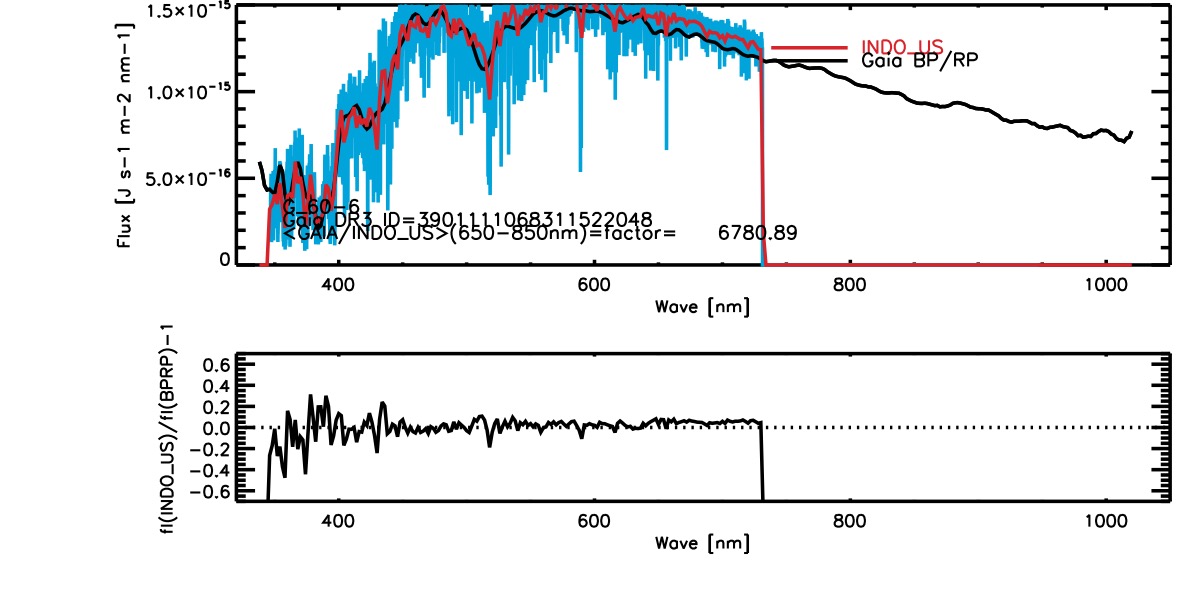 1.5×10⁻¹⁵
1.0×10⁻¹⁵
5.0×10⁻¹⁶
0
Flux [J s−1 m−2 nm−1]
INDO_US
Gaia BP/RP
G_60-6
Gaia DR3 ID=3901111068311522048
<GAIA/INDO_US>(650-850nm)=factor= 6780.89
400 600 800 1000
Wave [nm]
fl(INDO_US)/fl(BPRP)−1
0.6
0.4
0.2
0.0
−0.2
−0.4
−0.6
400 600 800 1000
Wave [nm]